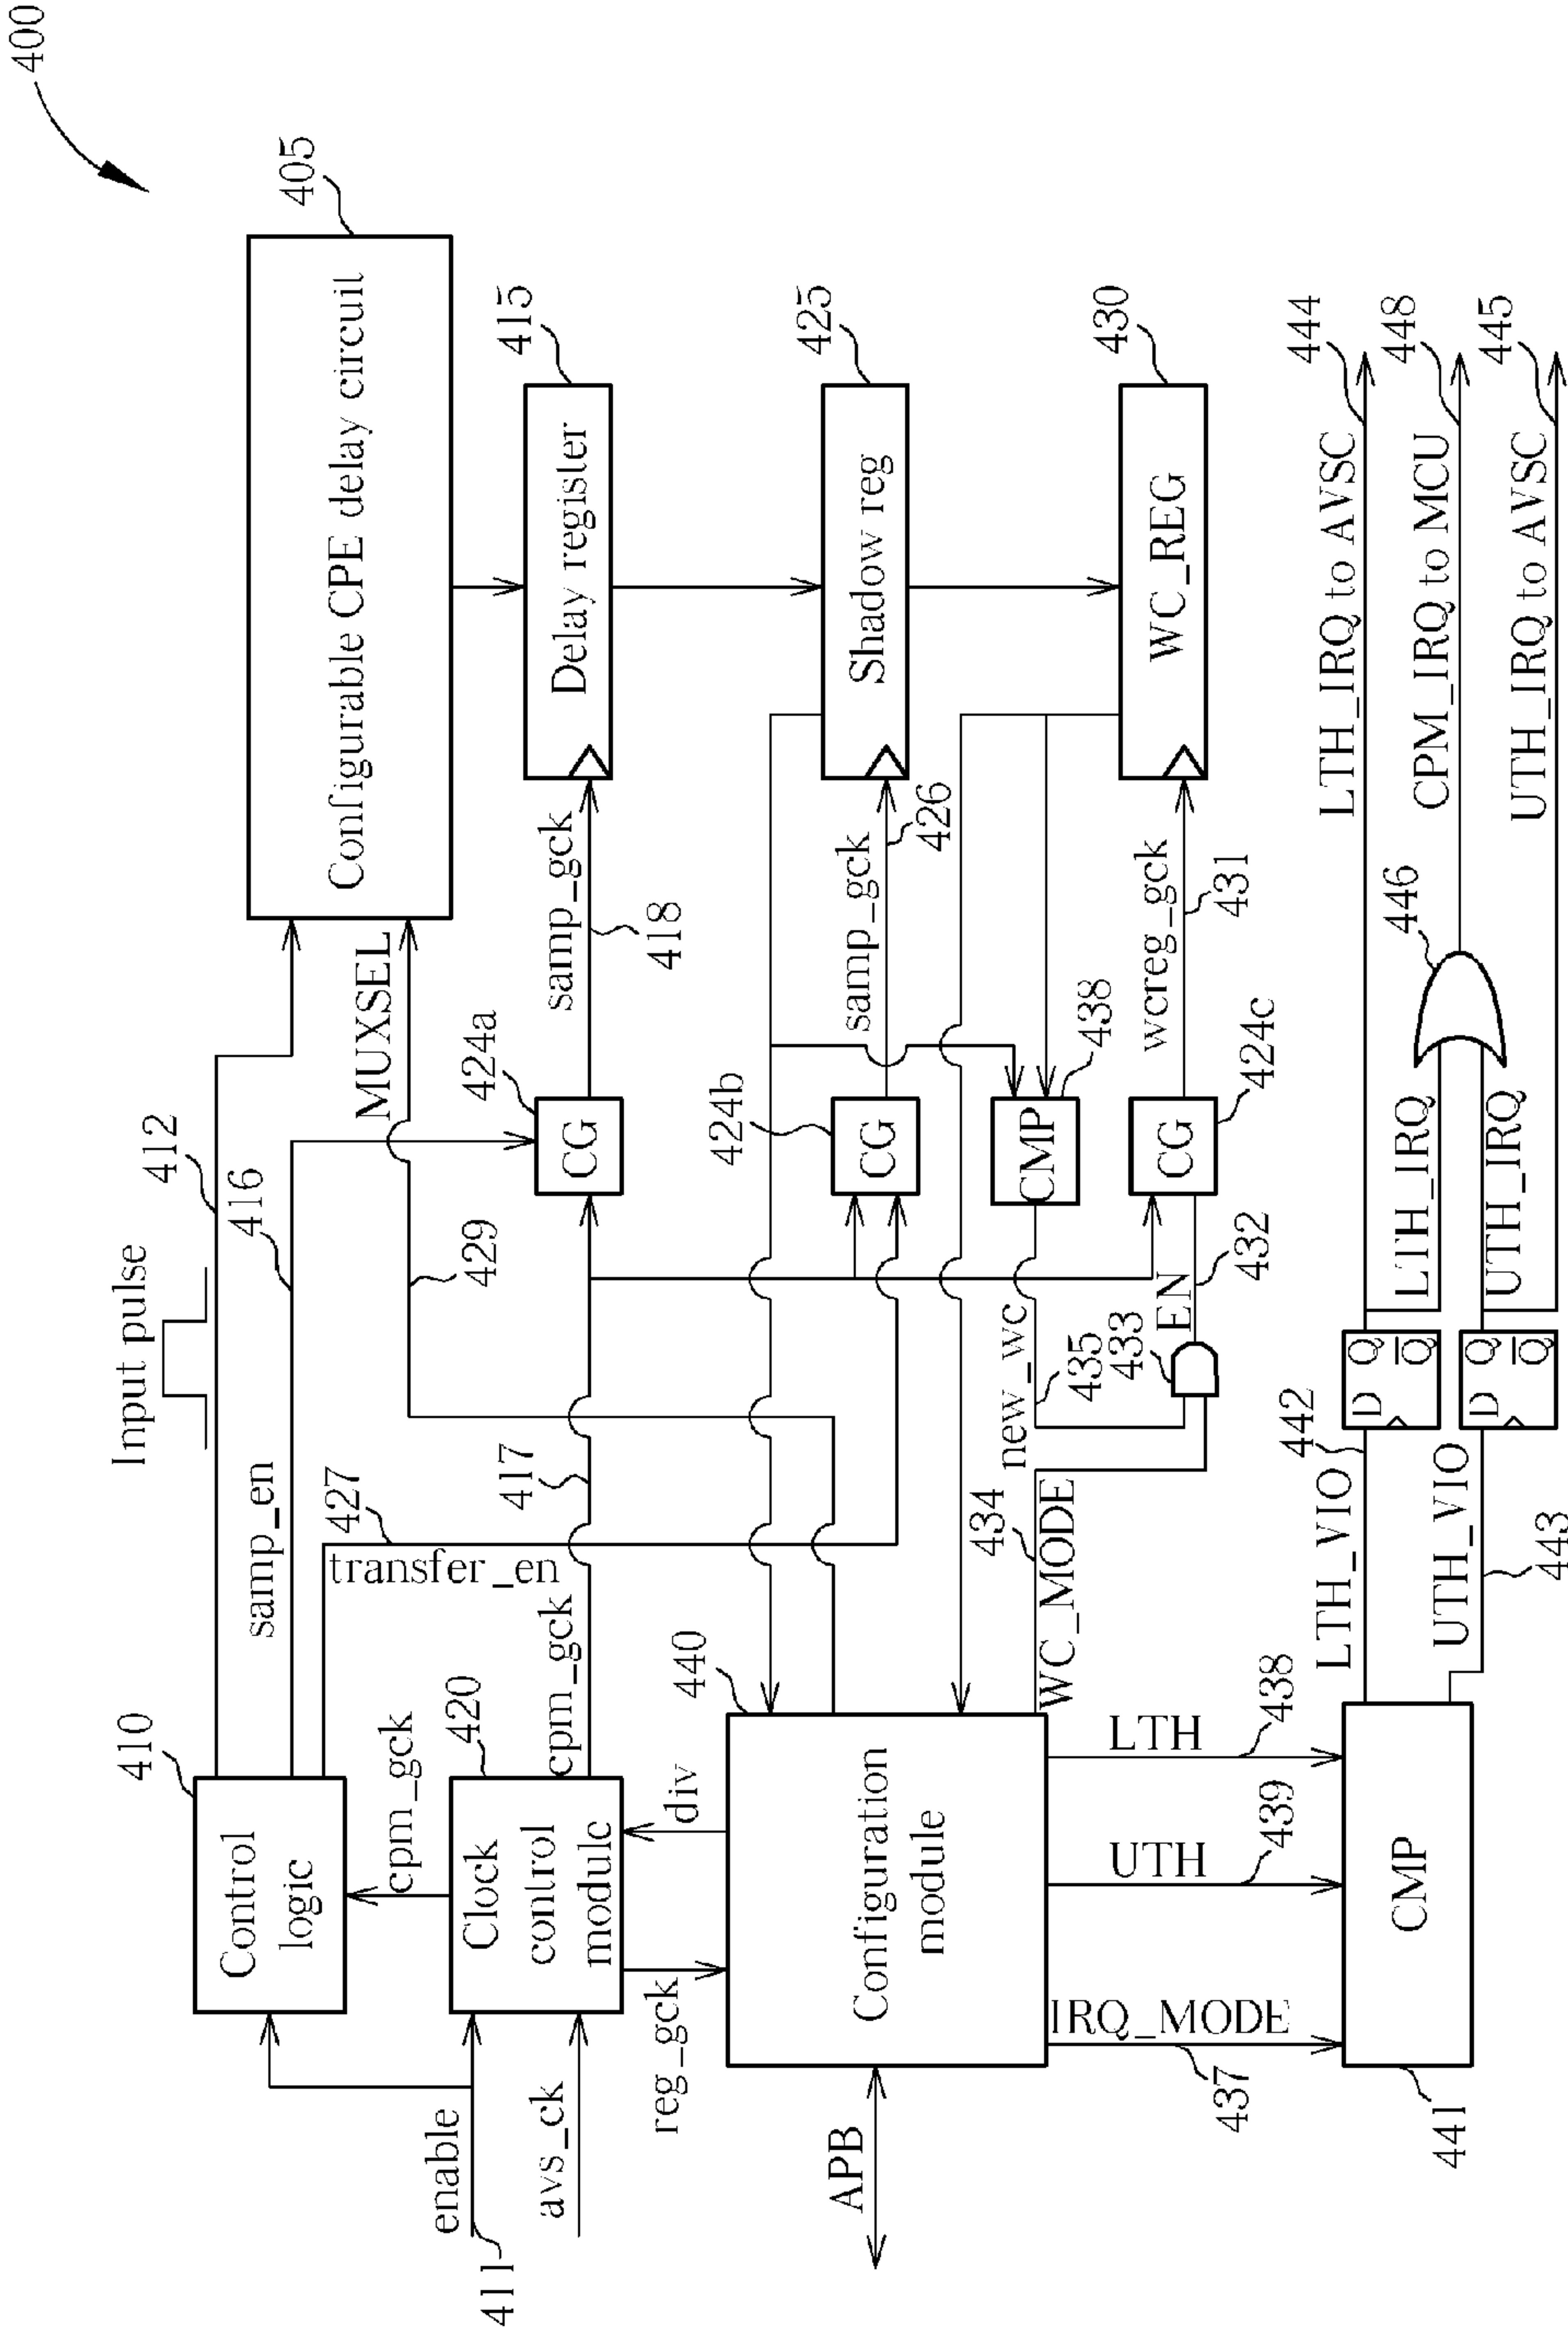 400
Input pulse
412
405
Configurable CPE delay circuit
410
Control
logic
samp_en
416
MUXSEL
427
transfer_en
429
enable
411
avs_ck
cpm_gck
420
Clock
control
module
cpm_gck
417
424a
CG
samp_gck
418
415
Delay register
reg_gck
div
440
Configuration
module
APB
424b
CG
samp_gck
426
425
Shadow reg
438
CMP
new_wc
435
434
WC_MODE
433
EN
432
CG
424c
wcreg_gck
431
430
WC_REG
IRQ_MODE
437
UTH
439
LTH
438
441
CMP
LTH_VIO
442
UTH_VIO
443
D Q
Q
D Q
Q
LTH_IRQ
UTH_IRQ
446
LTH_IRQ to AVSC
444
CPM_IRQ to MCU
448
UTH_IRQ to AVSC
445